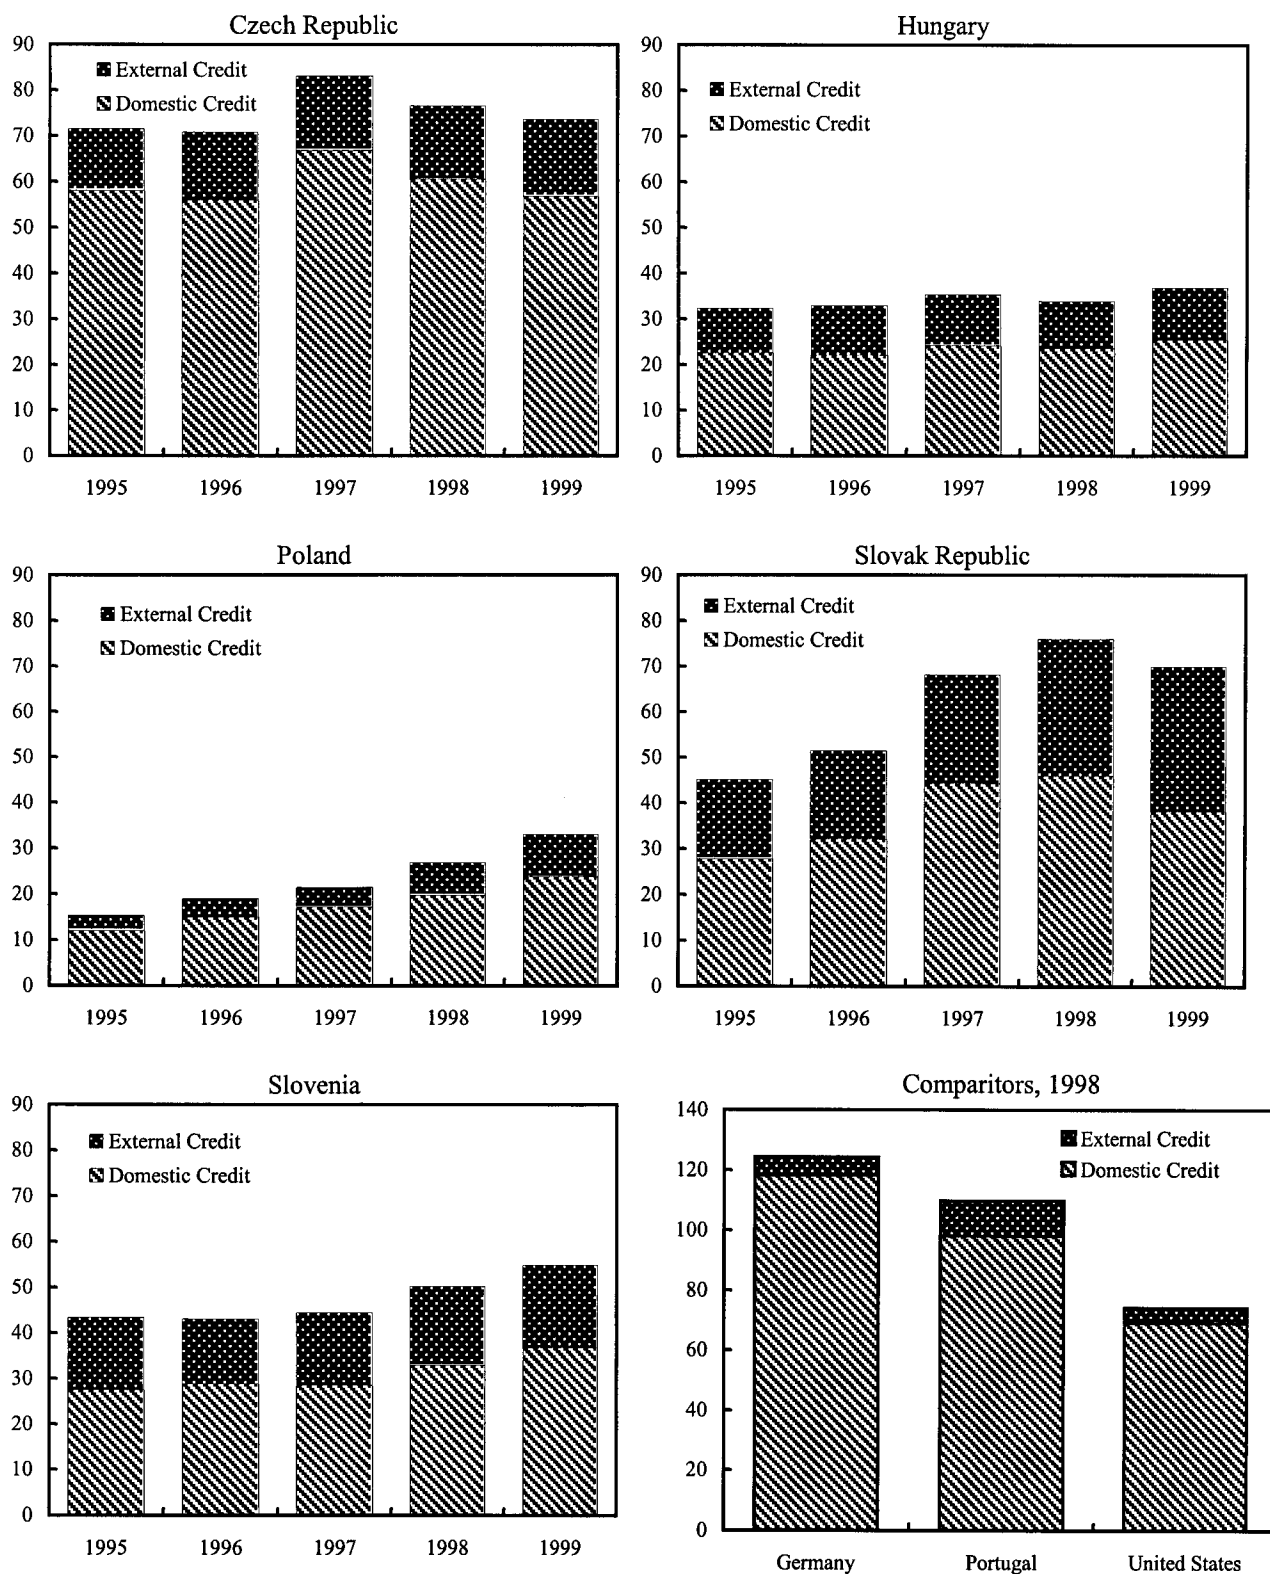 Czech Republic
90
80
70
60
50
40
30
20
10
0
External Credit
Domestic Credit
1995 1996 1997 1998 1999
Hungary
90
80
70
60
50
40
30
20
10
0
External Credit
Domestic Credit
1995 1996 1997 1998 1999
Poland
90
80
70
60
50
40
30
20
10
0
External Credit
Domestic Credit
1995 1996 1997 1998 1999
Slovak Republic
90
80
70
60
50
40
30
20
10
0
External Credit
Domestic Credit
1995 1996 1997 1998 1999
Slovenia
90
80
70
60
50
40
30
20
10
0
External Credit
Domestic Credit
1995 1996 1997 1998 1999
Comparitors, 1998
140
120
100
80
60
40
20
0
External Credit
Domestic Credit
Germany Portugal United States